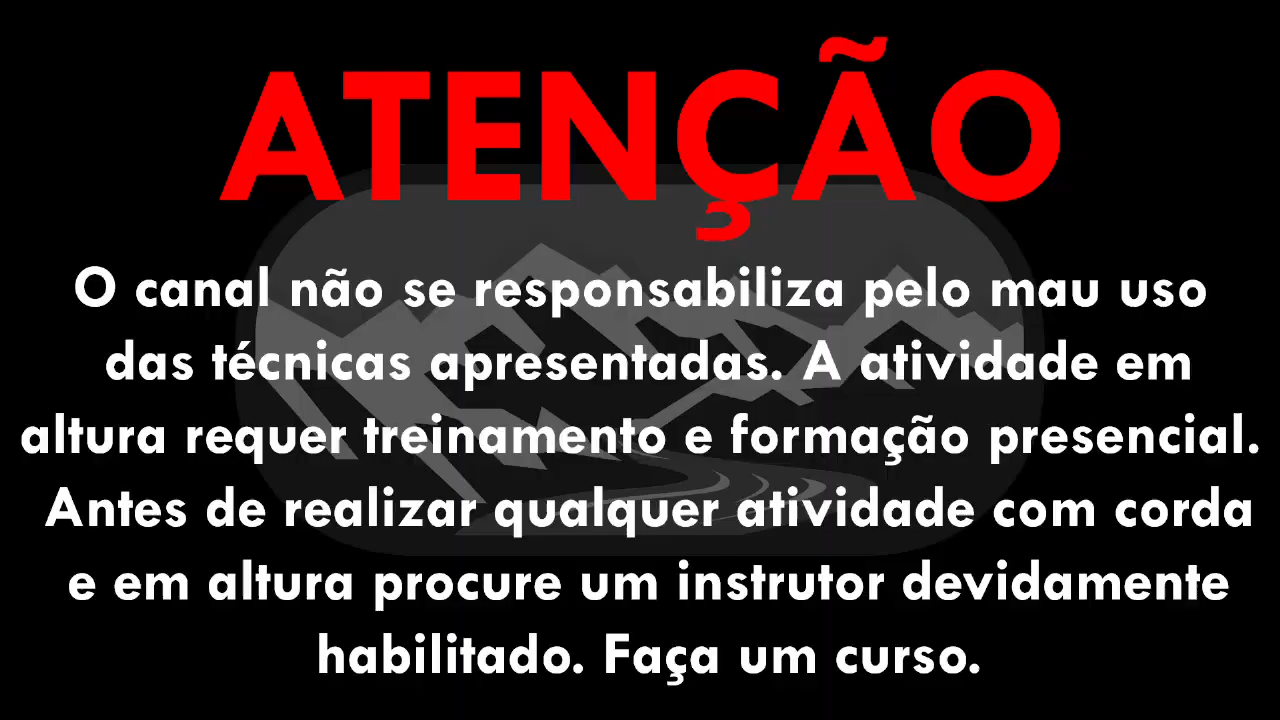 ATENÇÃO
O canal não se responsabiliza pelo mau uso
das técnicas apresentadas. A atividade em
altura requer treinamento e formação presencial.
Antes de realizar qualquer atividade com corda
e em altura procure um instrutor devidamente
habilitado. Faça um curso.